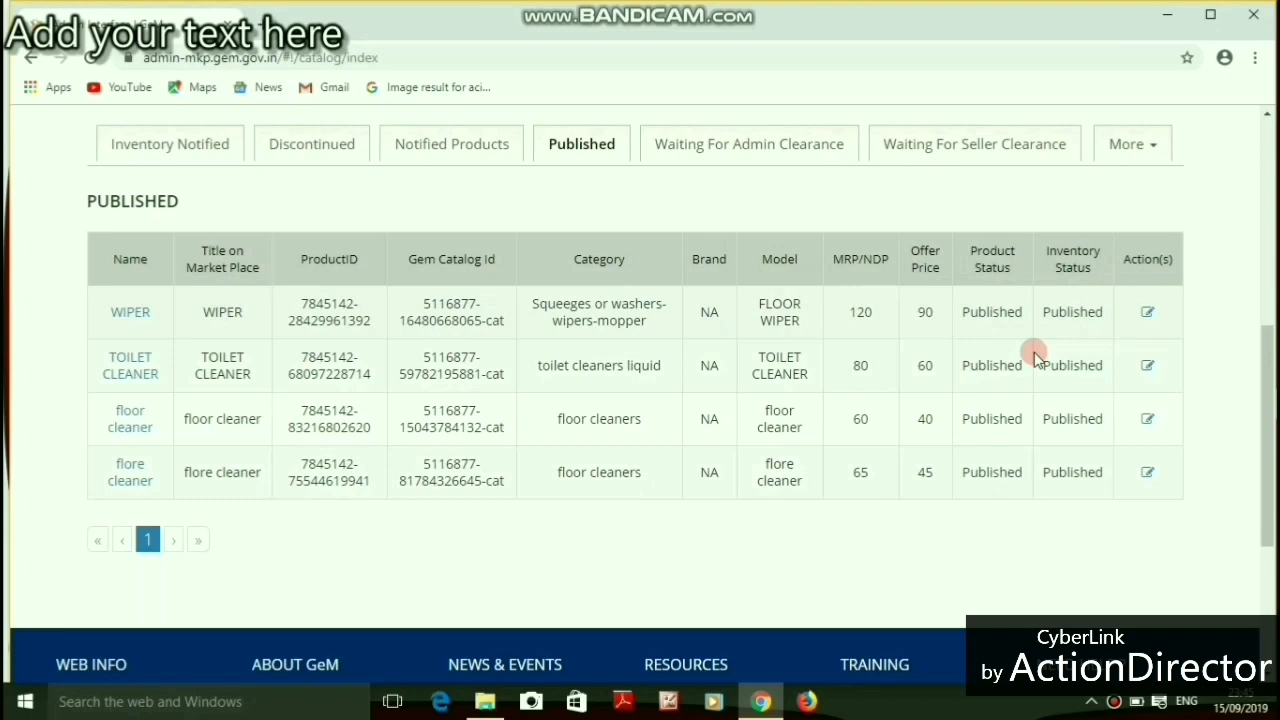 www.BANDICAM.com
Add your text here
admin-mkp.gem.gov.in/#!/catalog/index
Apps YouTube Maps News Gmail Image result for aci...
Inventory Notified Discontinued Notified Products Published Waiting For Admin Clearance Waiting For Seller Clearance More
PUBLISHED
Name Title on Market Place ProductID Gem Catalog Id Category Brand Model MRP/NDP Offer Price Product Status Inventory Status Action(s)
WIPER WIPER 7845142-28429961392 5116877-16480668065-cat Squeeges or washers-wipers-mopper NA FLOOR WIPER 120 90 Published Published
TOILET CLEANER TOILET CLEANER 7845142-68097228714 5116877-59782195881-cat toilet cleaners liquid NA TOILET CLEANER 80 60 Published Published
floor cleaner floor cleaner 7845142-83216802620 5116877-15043784132-cat floor cleaners NA floor cleaner 60 40 Published Published
flore cleaner flore cleaner 7845142-75544619941 5116877-81784326645-cat floor cleaners NA flore cleaner 65 45 Published Published
« ‹ 1 › »
WEB INFO ABOUT GeM NEWS & EVENTS RESOURCES TRAINING
CyberLink
by ActionDirector
Search the web and Windows
ENG
23:45
15/09/2019